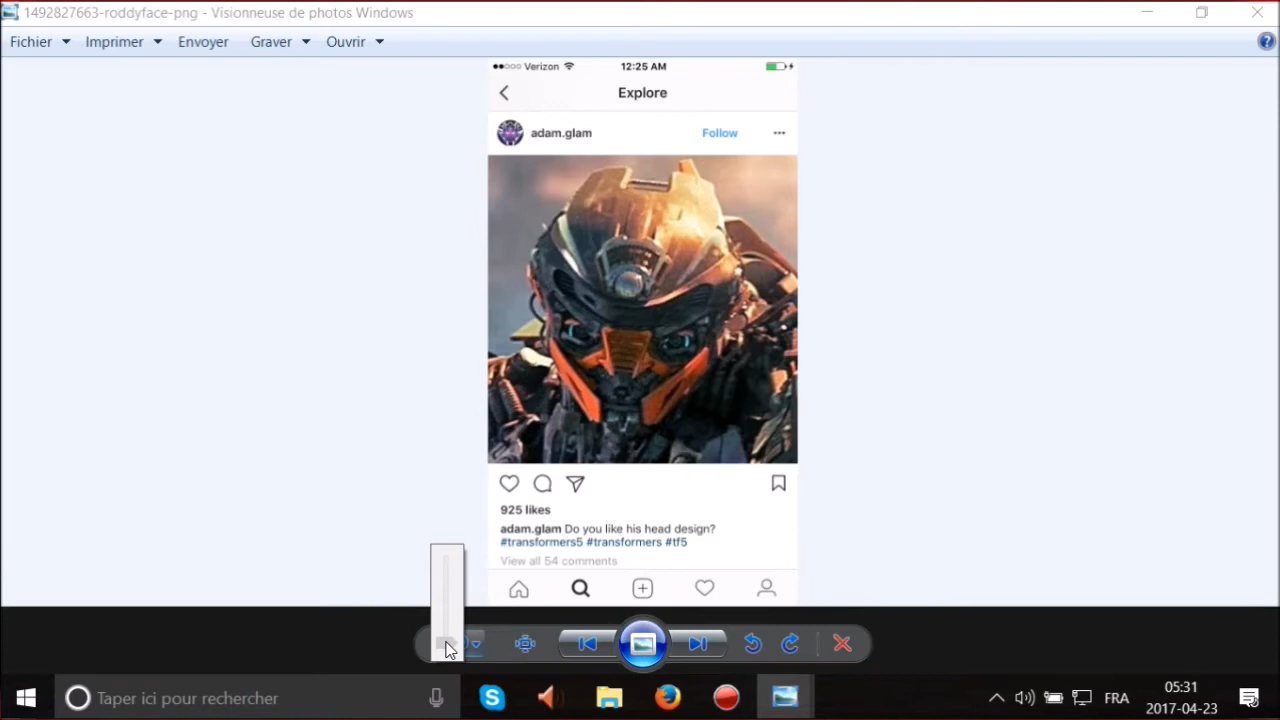 1492827663-roddyface-png - Visionneuse de photos Windows
Fichier Imprimer Envoyer Graver Ouvrir
Verizon 12:25 AM
Explore
adam.glam Follow
925 likes
adam.glam Do you like his head design?
#transformers5 #transformers #tf5
View all 54 comments
Taper ici pour rechercher
FRA
05:31
2017-04-23